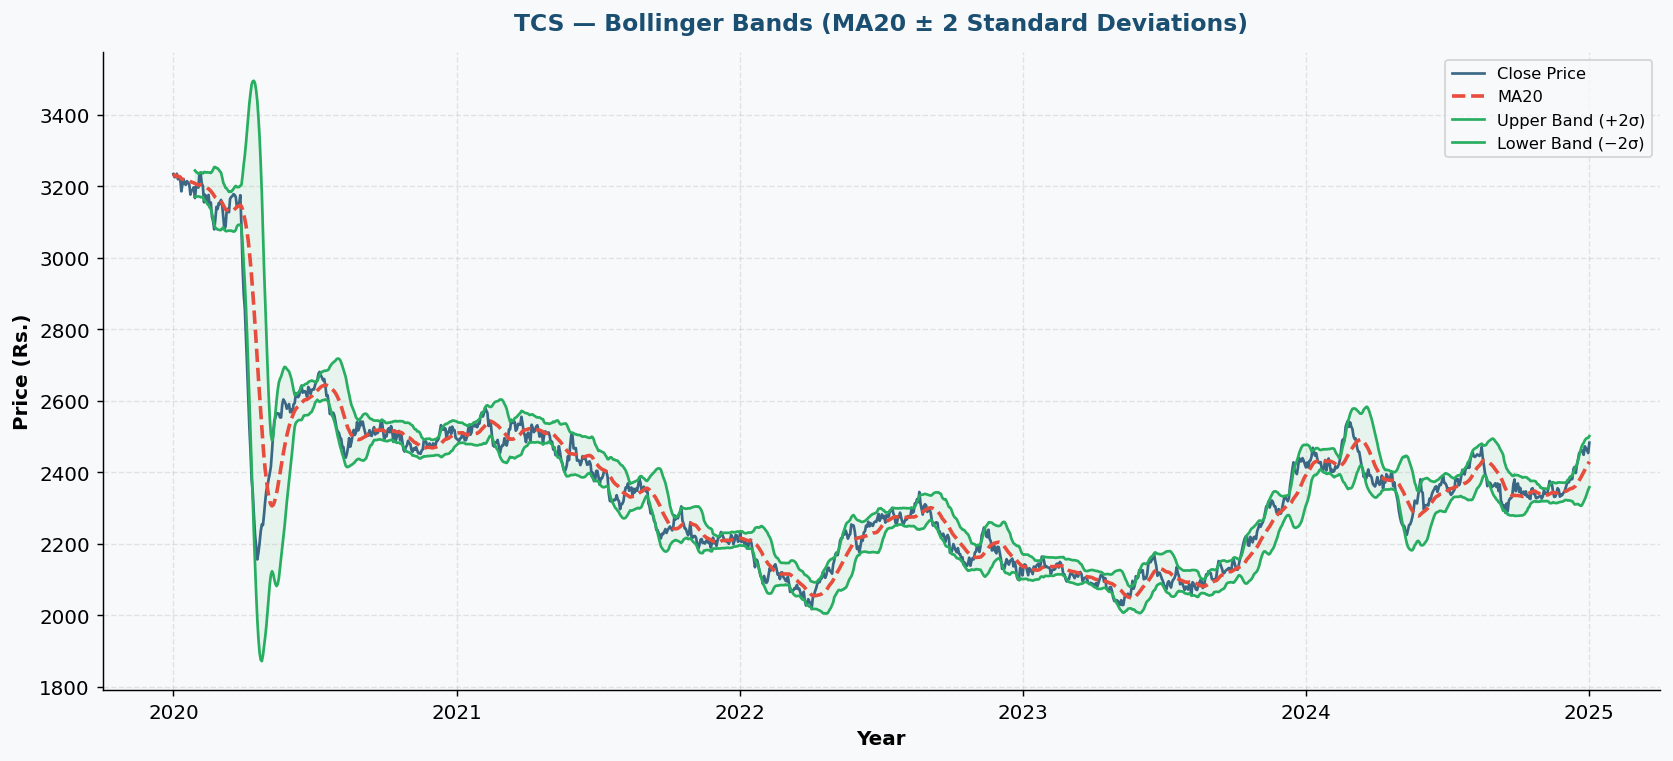 TCS — Bollinger Bands (MA20 ± 2 Standard Deviations)
Close Price
MA20
Upper Band (+2σ)
Lower Band (−2σ)
Price (Rs.)
3400
3200
3000
2800
2600
2400
2200
2000
1800
2020 2021 2022 2023 2024 2025
Year